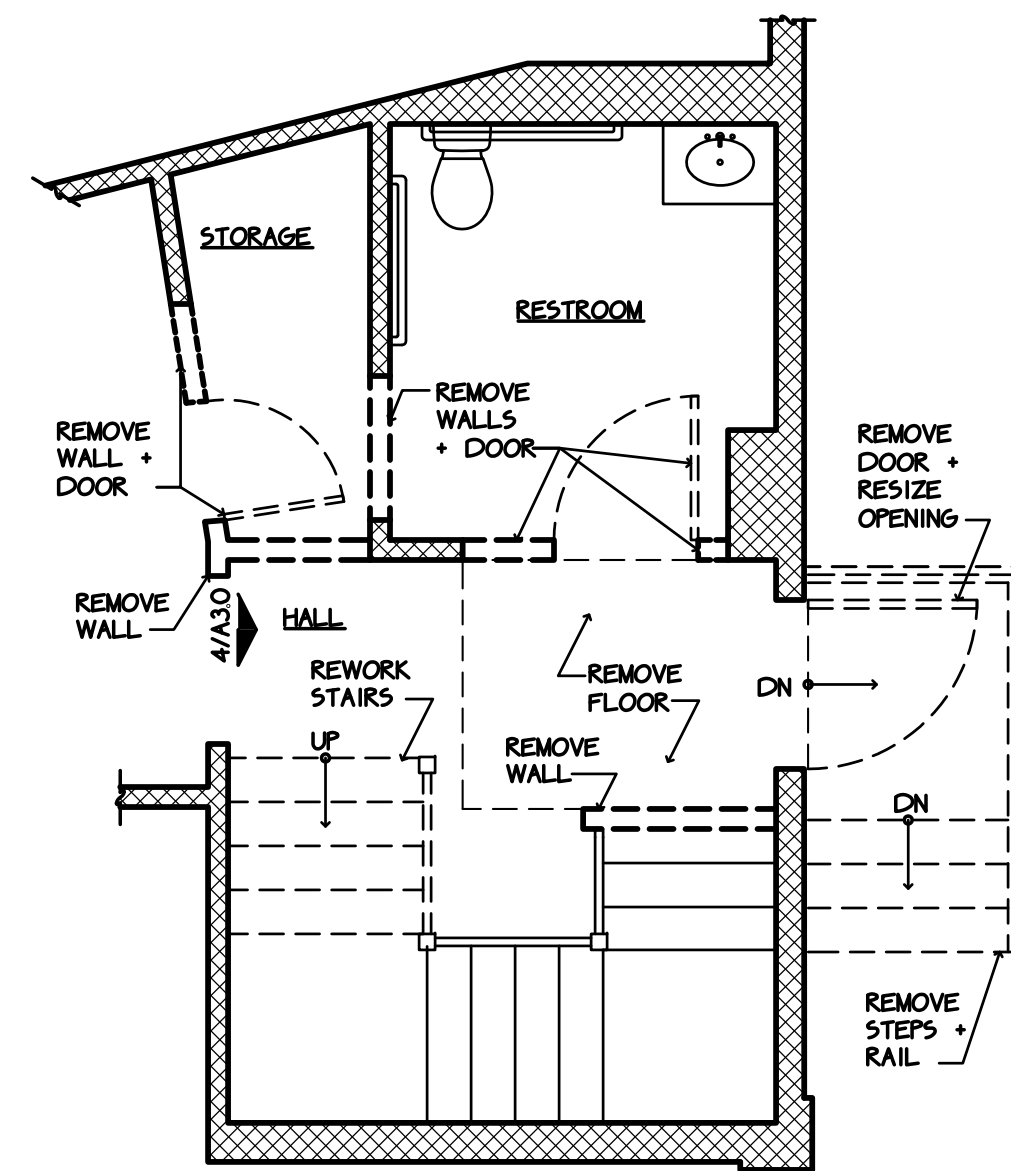 STORAGE
RESTROOM
REMOVE
WALLS
+ DOOR
REMOVE
WALL +
DOOR
REMOVE
DOOR +
RESIZE
OPENING
REMOVE
WALL
4/A3.0
HALL
REWORK
STAIRS
REMOVE
FLOOR
DN
UP
REMOVE
WALL
DN
REMOVE
STEPS +
RAIL